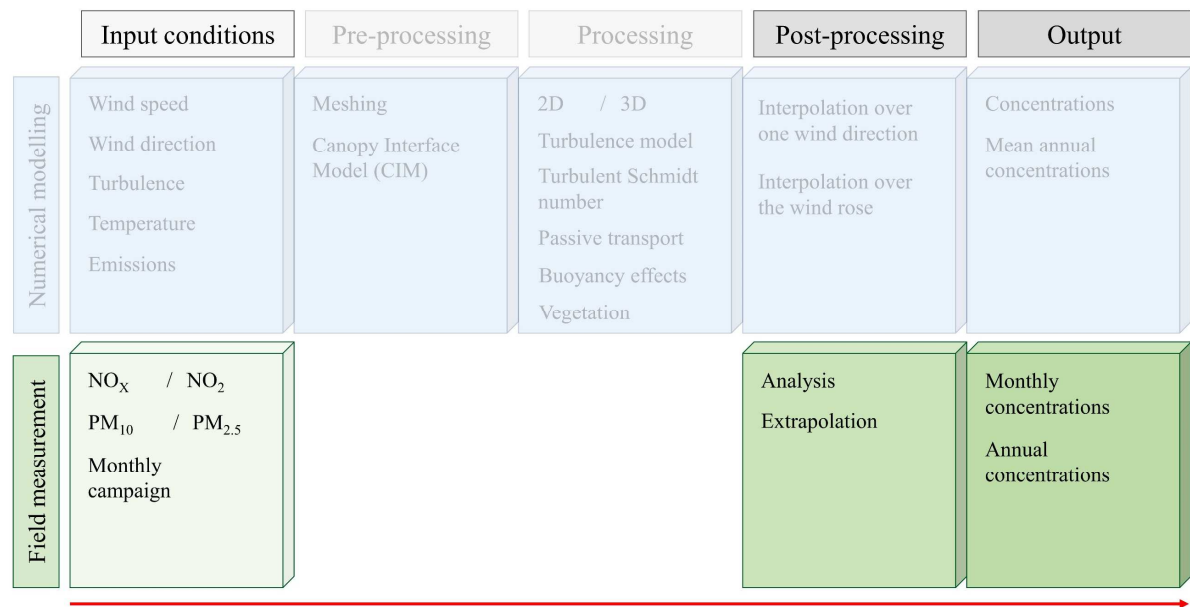 Input conditions
Pre-processing
Processing
Post-processing
Output
Numerical modelling
Wind speed
Wind direction
Turbulence
Temperature
Emissions
Meshing
Canopy Interface
Model (CIM)
2D / 3D
Turbulence model
Turbulent Schmidt
number
Passive transport
Buoyancy effects
Vegetation
Interpolation over
one wind direction
Interpolation over
the wind rose
Concentrations
Mean annual
concentrations
Field measurement
NOX / NO2
PM10 / PM2.5
Monthly
campaign
Analysis
Extrapolation
Monthly
concentrations
Annual
concentrations